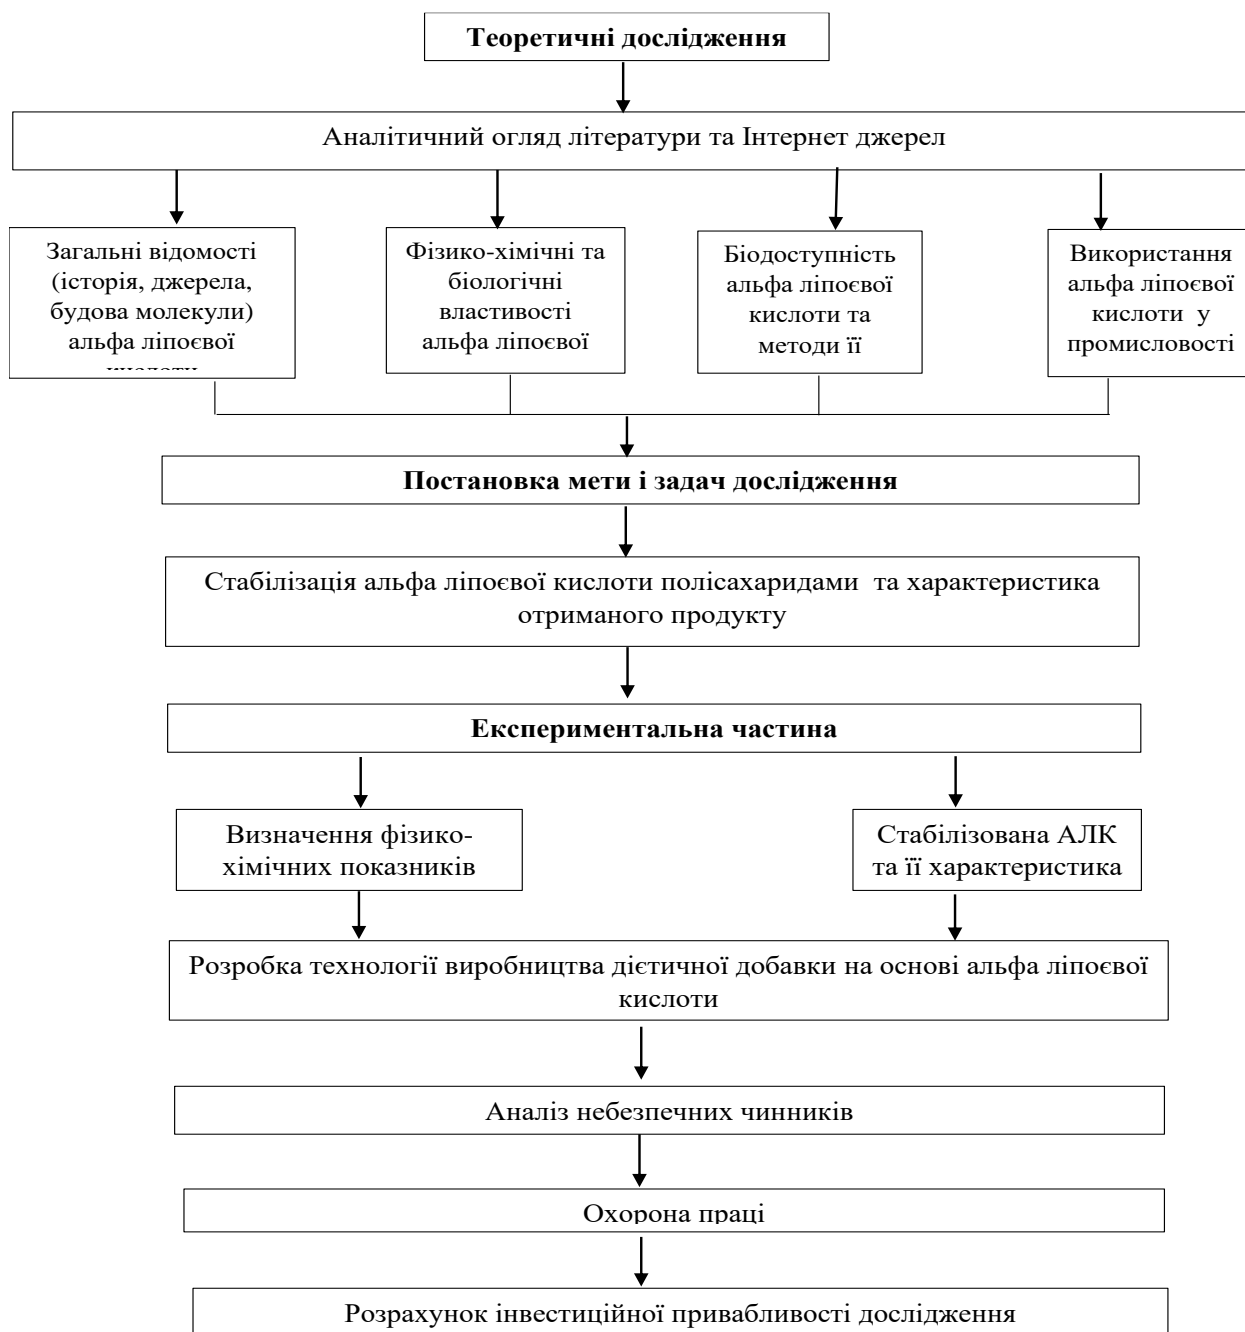 Теоретичні дослідження
Аналітичний огляд літератури та Інтернет джерел
Загальні відомості
(історія, джерела,
будова молекули)
альфа ліпоєвої
Фізико-хімічні та
біологічні
властивості
альфа ліпоєвої
Біодоступність
альфа ліпоєвої
кислоти та
методи її
Використання
альфа ліпоєвої
кислоти у
промисловості
Постановка мети і задач дослідження
Стабілізація альфа ліпоєвої кислоти полісахаридами та характеристика
отриманого продукту
Експериментальна частина
Визначення фізико-
хімічних показників
Стабілізована АЛК
та її характеристика
Розробка технології виробництва дієтичної добавки на основі альфа ліпоєвої
кислоти
Аналіз небезпечних чинників
Охорона праці
Розрахунок інвестиційної привабливості дослідження